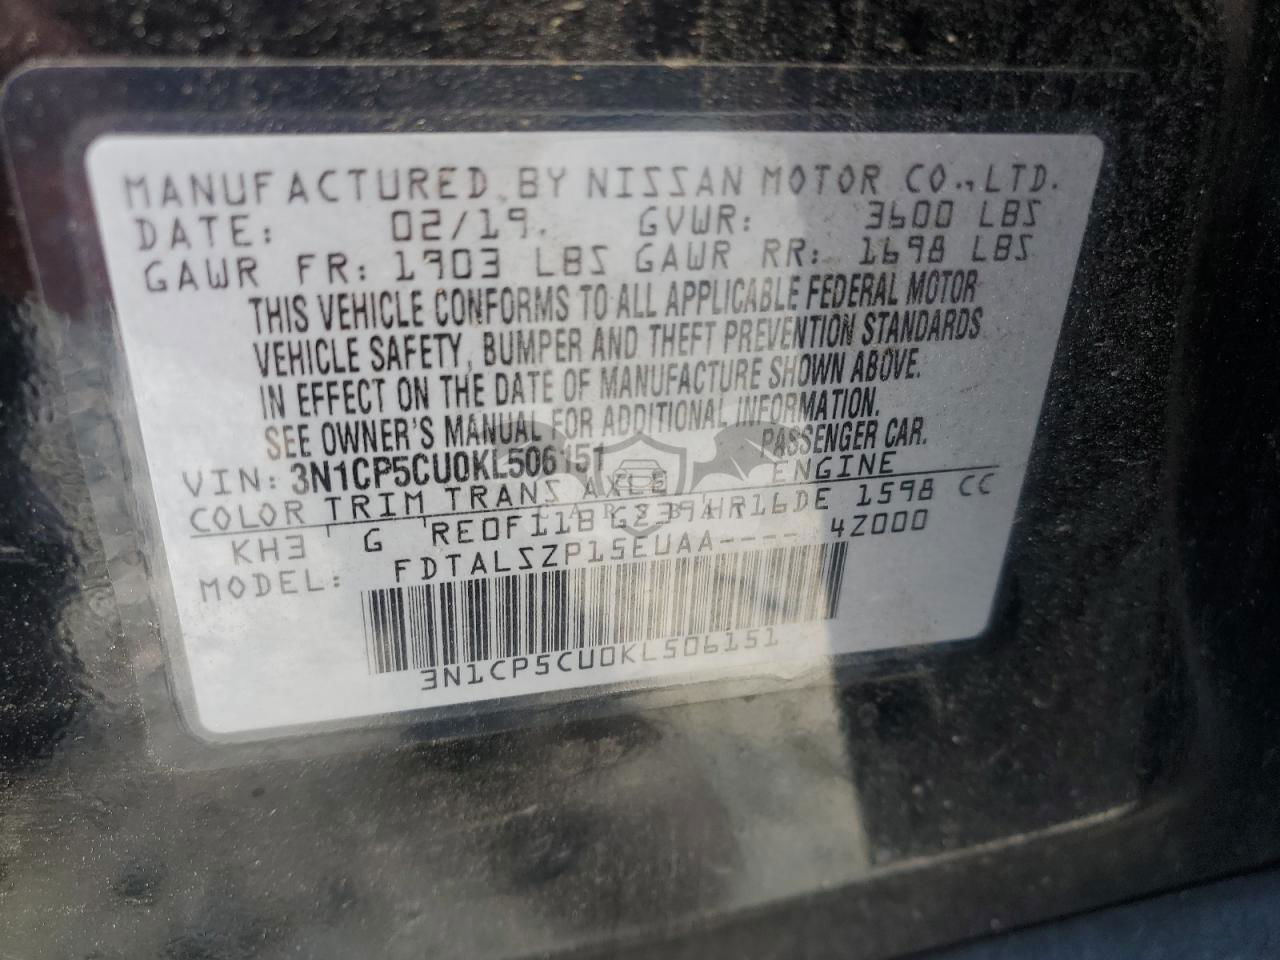 MANUFACTURED BY NISSAN MOTOR CO., LTD.
DATE: 02/19. GVWR: 3600 LBS
GAWR FR: 1903 LBS GAWR RR: 1698 LBS
THIS VEHICLE CONFORMS TO ALL APPLICABLE FEDERAL MOTOR
VEHICLE SAFETY, BUMPER AND THEFT PREVENTION STANDARDS
IN EFFECT ON THE DATE OF MANUFACTURE SHOWN ABOVE.
SEE OWNER'S MANUAL FOR ADDITIONAL INFORMATION.
VIN: 3N1CP5CU0KL506151 PASSENGER CAR.
COLOR TRIM TRANS AXLE ENGINE
KH3 G RE0F11B GZ39 HR16DE 1598 CC
MODEL: FDTALSZP15EUAA---- 4Z000
3N1CP5CU0KL506151